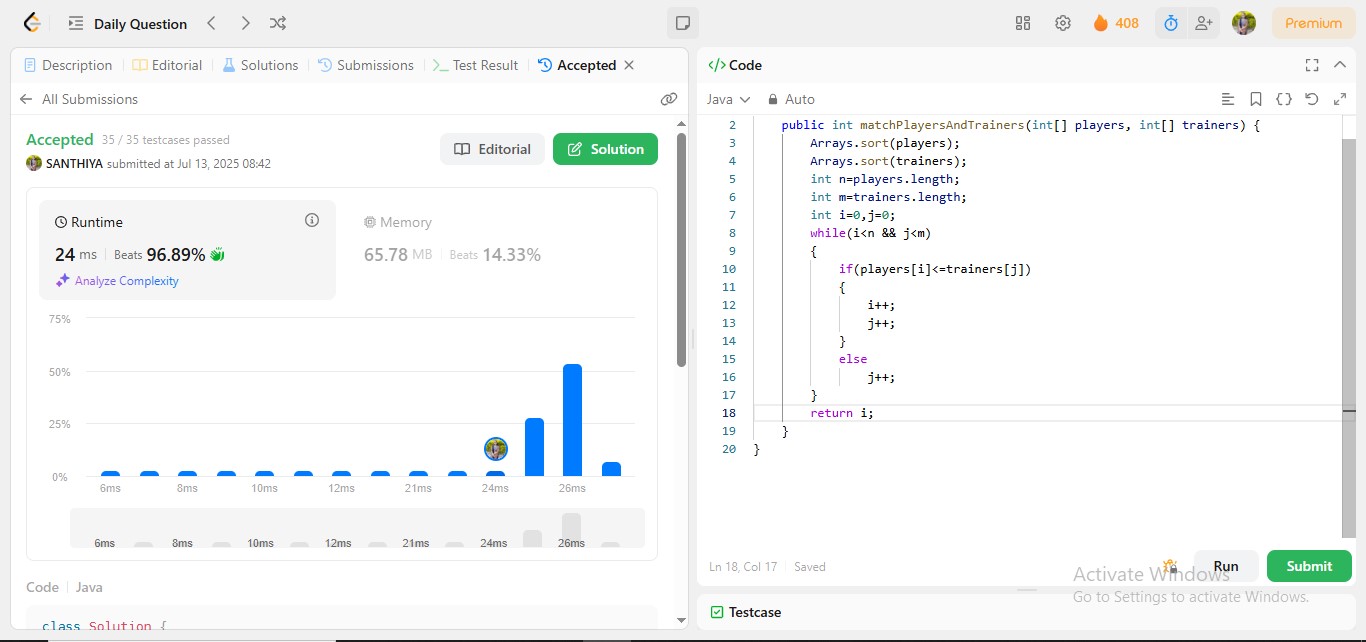 Daily Question
408
Premium
Description
Editorial
Solutions
Submissions
Test Result
Accepted
All Submissions
Accepted 35 / 35 testcases passed
SANTHIYA submitted at Jul 13, 2025 08:42
Editorial
Solution
Runtime
24 ms Beats 96.89%
Analyze Complexity
Memory
65.78 MB Beats 14.33%
75%
50%
25%
0%
6ms 8ms 10ms 12ms 21ms 24ms 26ms
6ms 8ms 10ms 12ms 21ms 24ms 26ms
Code Java
class Solution {
</> Code
Java Auto
2 public int matchPlayersAndTrainers(int[] players, int[] trainers) {
3 Arrays.sort(players);
4 Arrays.sort(trainers);
5 int n=players.length;
6 int m=trainers.length;
7 int i=0,j=0;
8 while(i<n && j<m)
9 {
10 if(players[i]<=trainers[j])
11 {
12 i++;
13 j++;
14 }
15 else
16 j++;
17 }
18 return i;
19 }
20 }
Ln 18, Col 17 Saved
Run
Submit
Activate Windows
Go to Settings to activate Windows.
Testcase